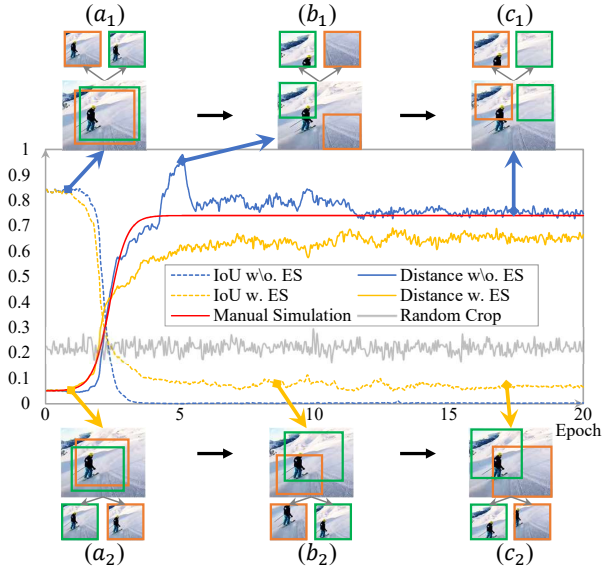 (a₁)
(b₁)
(c₁)
1
0.9
0.8
0.7
0.6
0.5
0.4
0.3
0.2
0.1
0
IoU w\o. ES
Distance w\o. ES
IoU w. ES
Distance w. ES
Manual Simulation
Random Crop
0
5
10
15
20
Epoch
(a₂)
(b₂)
(c₂)